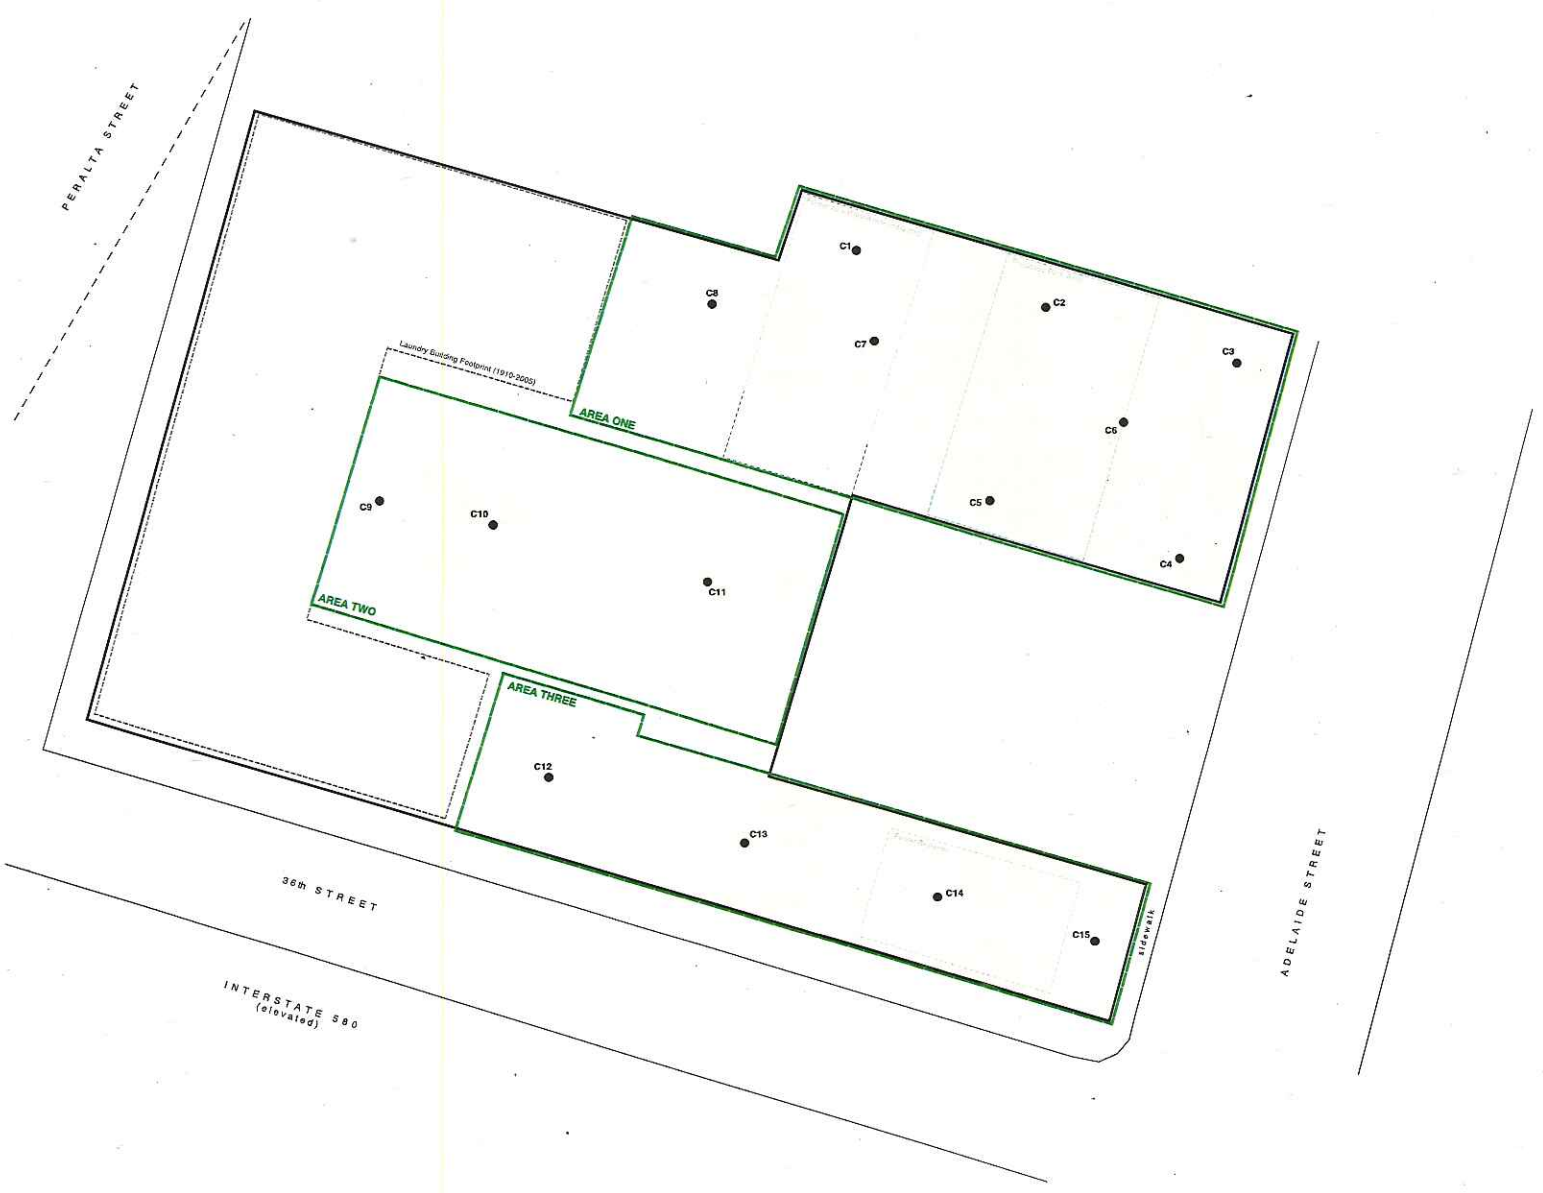 PERALTA STREET
C1
C8
C2
C7
C3
Laundry Building Footprint (1910-2005)
AREA ONE
C6
C9
C10
C5
C4
AREA TWO
C11
AREA THREE
C12
C13
C14
C15
sidewalk
ADELAIDE STREET
36th STREET
INTERSTATE 580
(elevated)